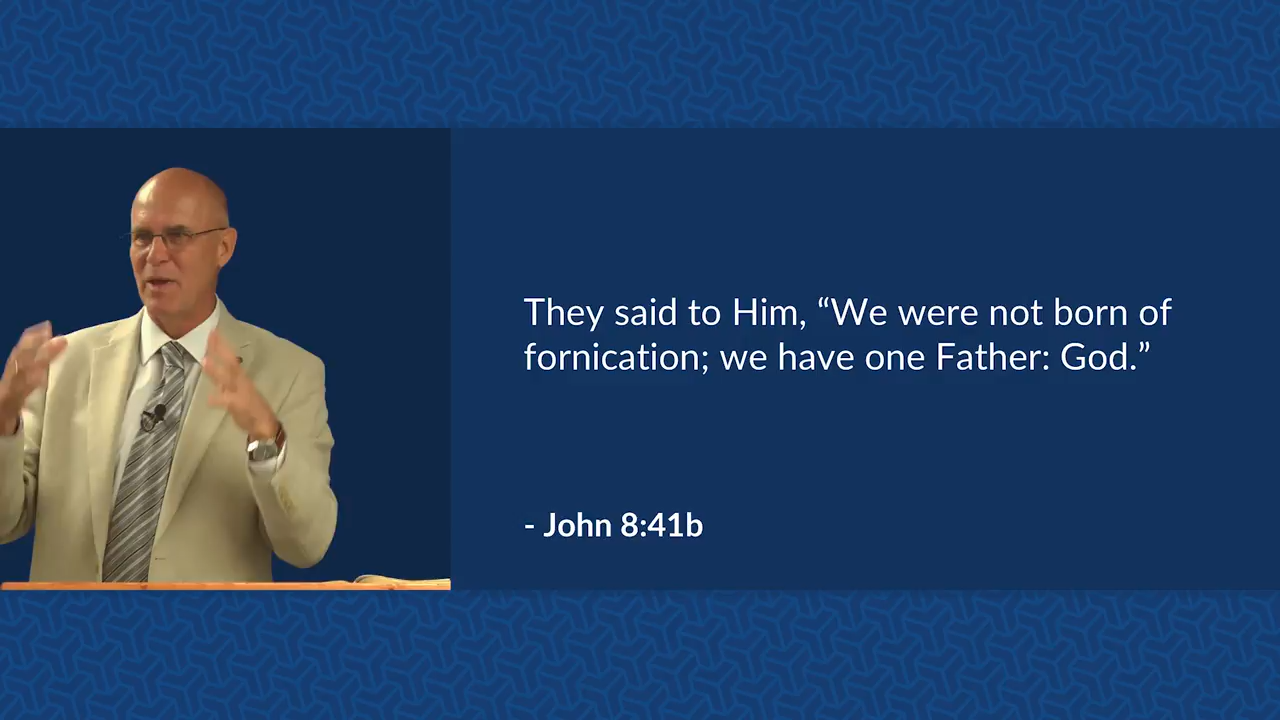 They said to Him, “We were not born of
fornication; we have one Father: God.”
- John 8:41b